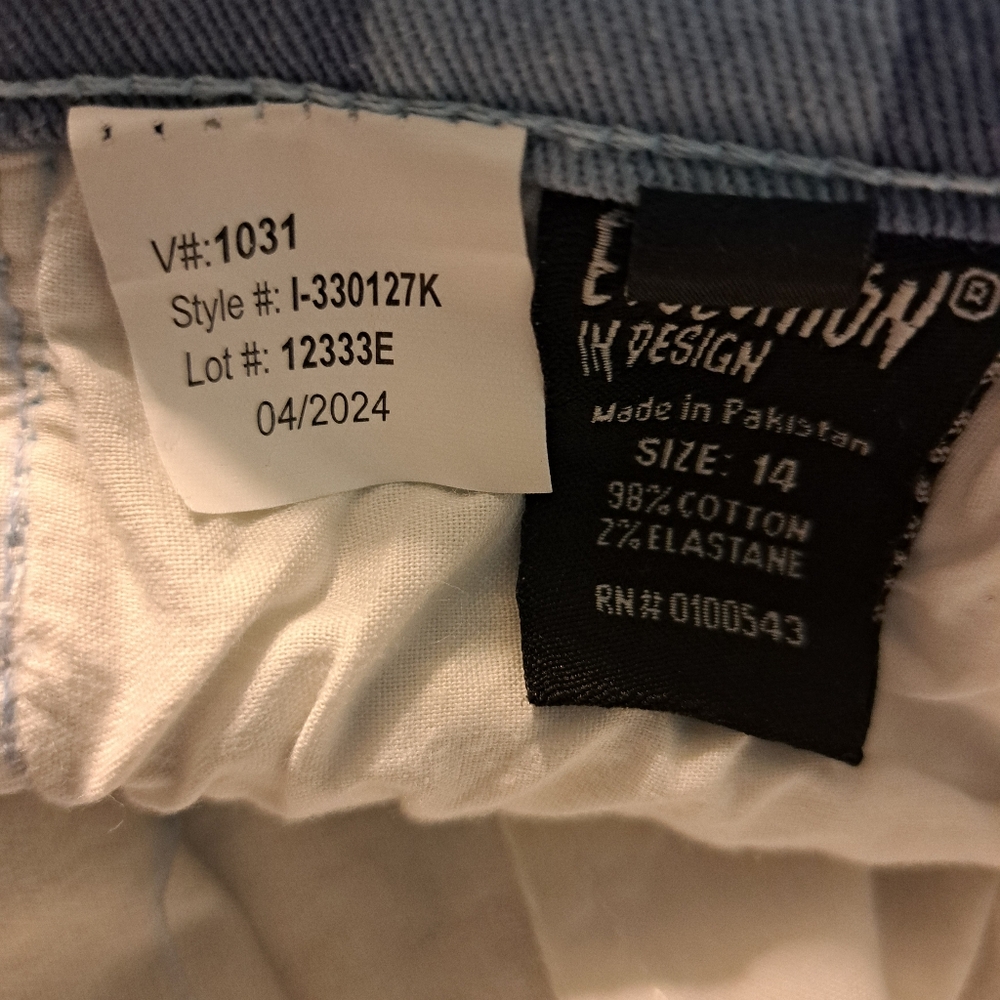 V#:1031
Style #: I-330127K
Lot #: 12333E
04/2024
®
IN DESIGN
Made in Pakistan
SIZE: 14
98% COTTON
2% ELASTANE
RN# 0100543